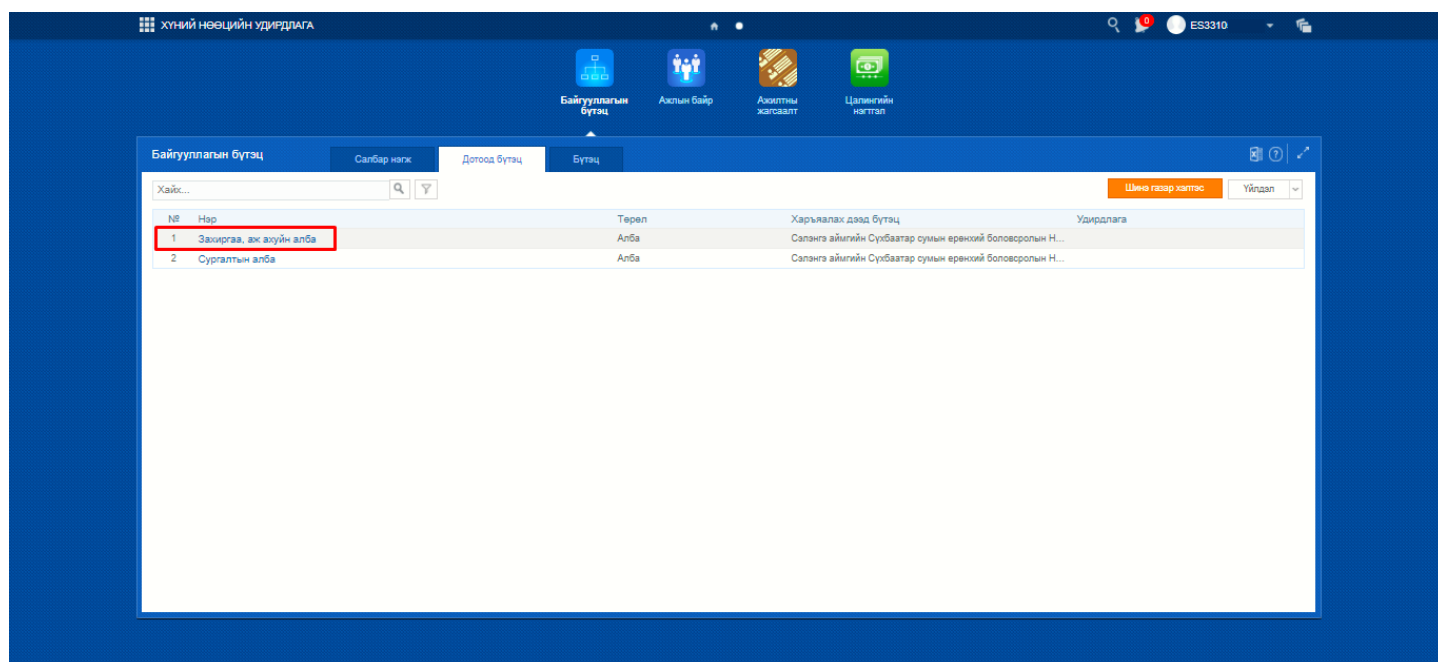 ХҮНИЙ НӨӨЦИЙН УДИРДЛАГА
0
ES3310
Байгууллагын бүтэц
Ажлын байр
Ажилтны жагсаалт
Цалингийн нэгтгэл
Байгууллагын бүтэц
Салбар нэгж
Дотоод бүтэц
Бүтэц
Хайх...
Шинэ газар хэлтэс
Үйлдэл
№ Нэр Төрөл Харъяалах дээд бүтэц Удирдлага
1 Захиргаа, аж ахуйн алба Алба Сэлэнгэ аймгийн Сүхбаатар сумын ерөнхий боловсролын Н...
2 Сургалтын алба Алба Сэлэнгэ аймгийн Сүхбаатар сумын ерөнхий боловсролын Н...